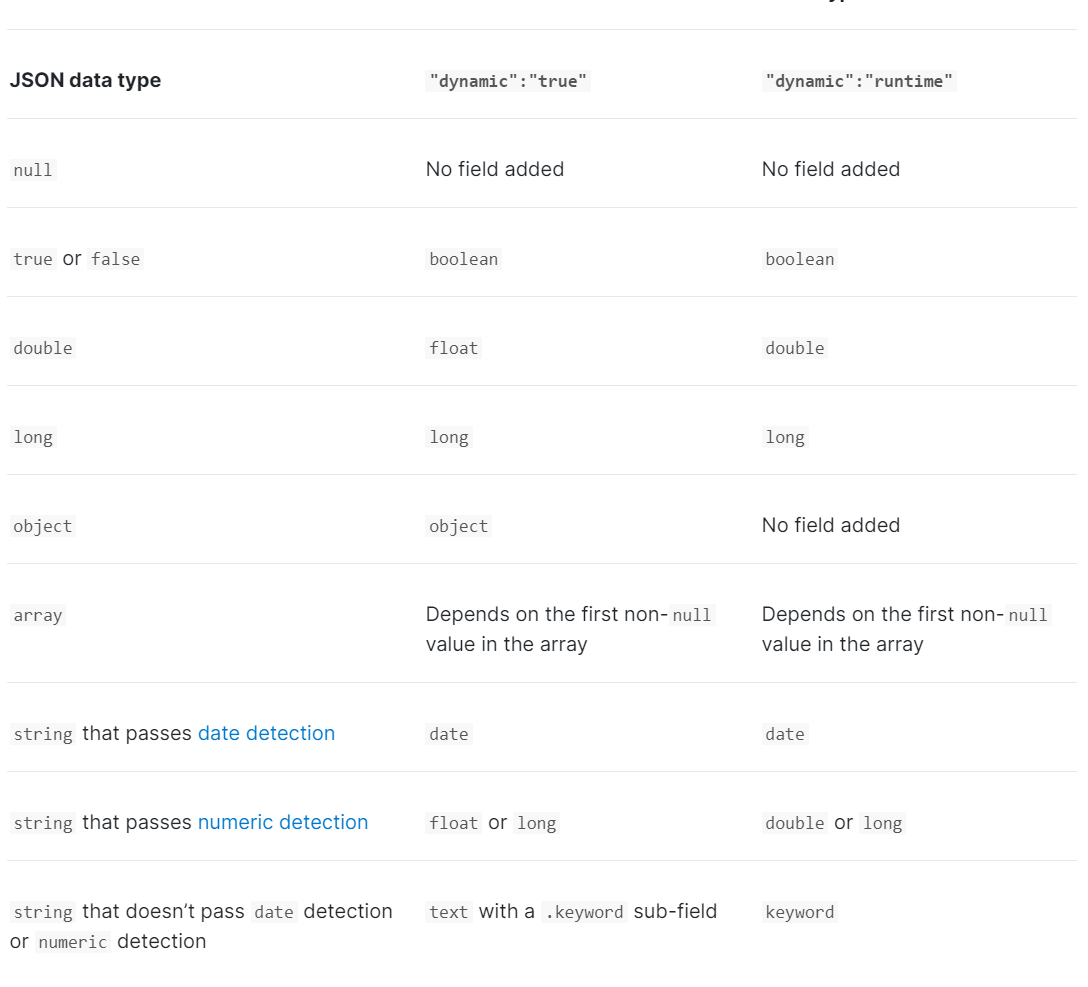 JSON data type "dynamic":"true" "dynamic":"runtime"
null No field added No field added
true or false boolean boolean
double float double
long long long
object object No field added
array Depends on the first non-null Depends on the first non-null
value in the array value in the array
string that passes date detection date date
string that passes numeric detection float or long double or long
string that doesn’t pass date detection text with a .keyword sub-field keyword
or numeric detection